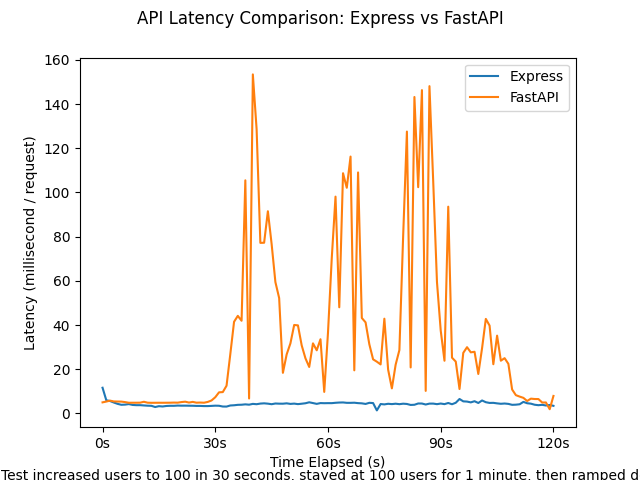 API Latency Comparison: Express vs FastAPI
160
140
120
100
80
60
40
20
0
Latency (millisecond / request)
Express
FastAPI
0s 30s 60s 90s 120s
Time Elapsed (s)
Test increased users to 100 in 30 seconds, stayed at 100 users for 1 minute, then ramped d